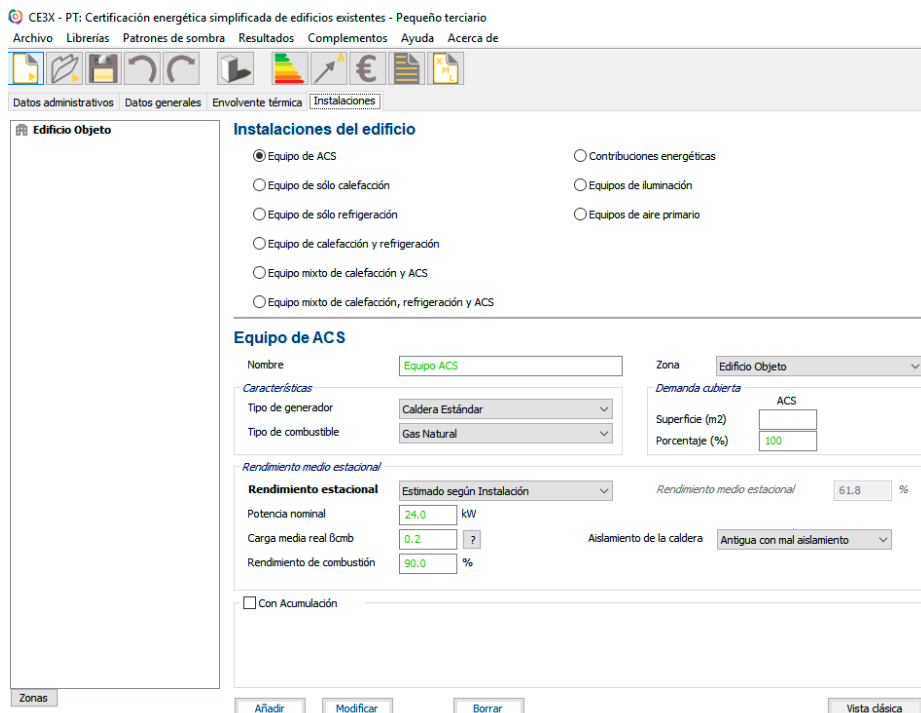 CE3X - PT: Certificación energética simplificada de edificios existentes - Pequeño terciario
Archivo Librerías Patrones de sombra Resultados Complementos Ayuda Acerca de
A € X M L
Datos administrativos Datos generales Envolvente térmica Instalaciones
Edificio Objeto
Instalaciones del edificio
Equipo de ACS Contribuciones energéticas
Equipo de sólo calefacción Equipos de iluminación
Equipo de sólo refrigeración Equipos de aire primario
Equipo de calefacción y refrigeración
Equipo mixto de calefacción y ACS
Equipo mixto de calefacción, refrigeración y ACS
Equipo de ACS
Nombre Equipo ACS Zona Edificio Objeto
Características Demanda cubierta
ACS
Tipo de generador Caldera Estándar
Superficie (m2)
Tipo de combustible Gas Natural
Porcentaje (%) 100
Rendimiento medio estacional
Rendimiento estacional Estimado según Instalación Rendimiento medio estacional 61.8 %
Potencia nominal 24.0 kW
Carga media real ßcmb 0.2 ? Aislamiento de la caldera Antigua con mal aislamiento
Rendimiento de combustión 90.0 %
Con Acumulación
Zonas
Añadir Modificar Borrar Vista clásica